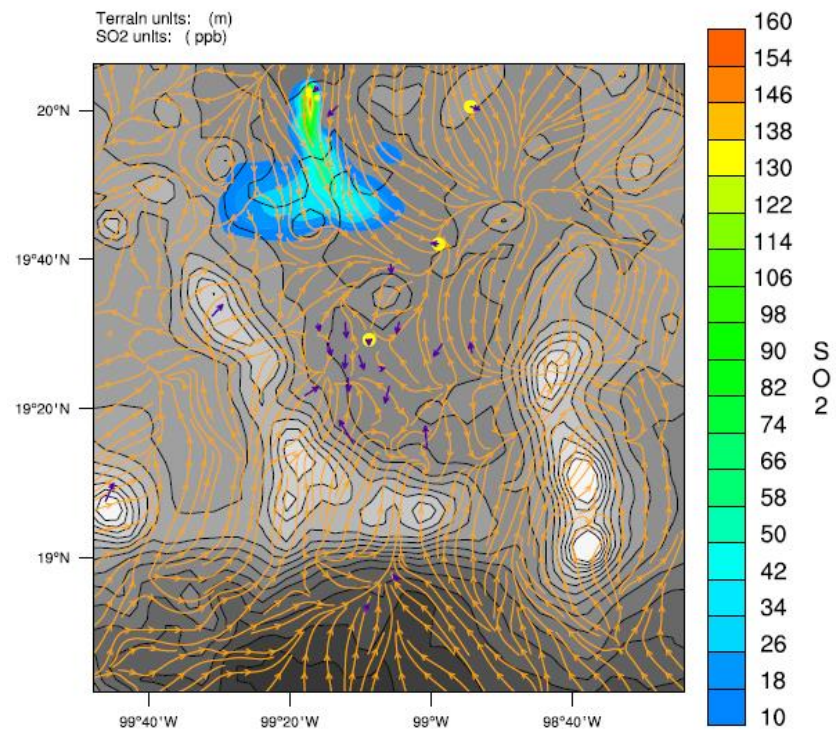 Terrain units: (m)
SO2 units: ( ppb)
20°N
19°40'N
19°20'N
19°N
99°40'W
99°20'W
99°W
98°40'W
160
154
146
138
130
122
114
106
98
90
82
74
66
58
50
42
34
26
18
10
SO2